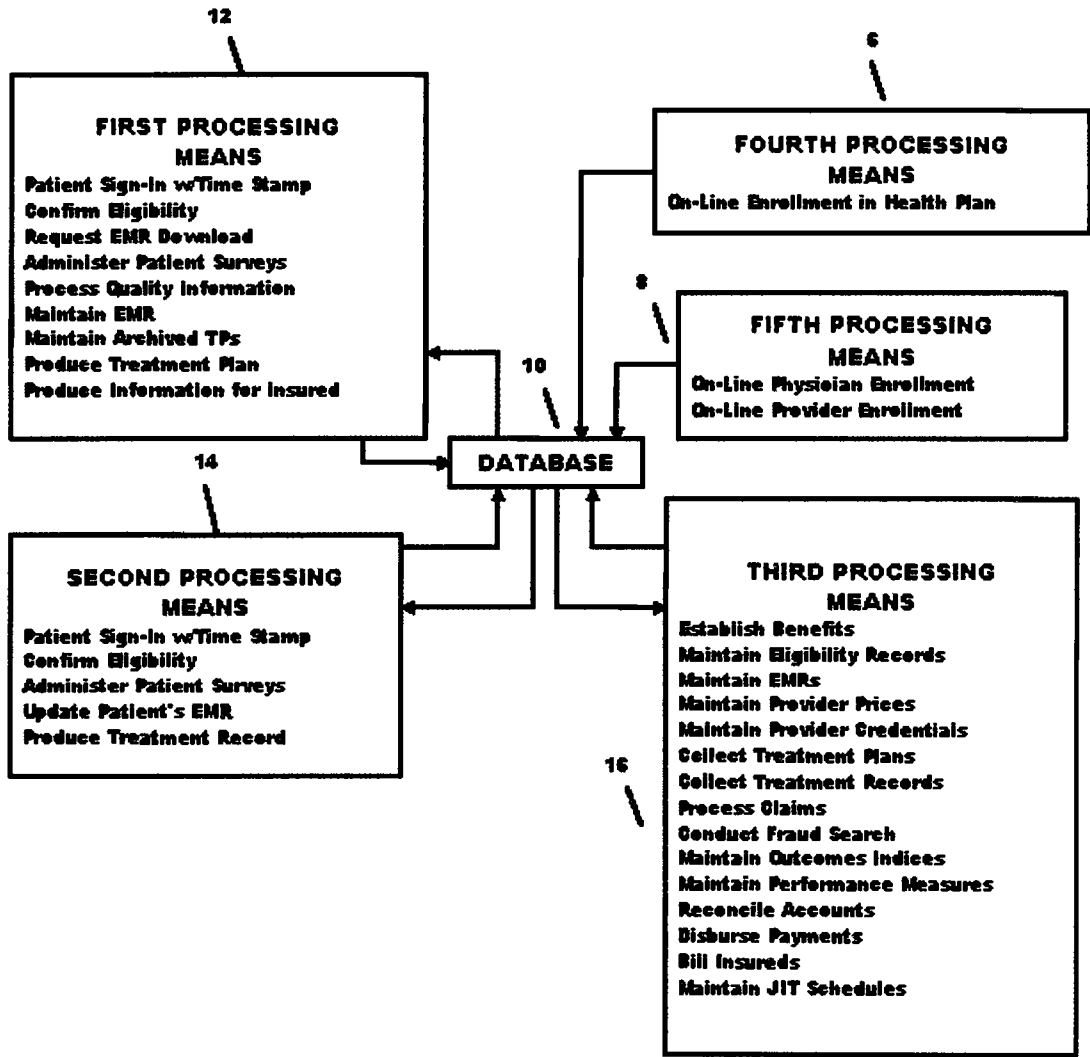 12
FIRST PROCESSING
MEANS
Patient Sign-In w/Time Stamp
Confirm Eligibility
Request EMR Download
Administer Patient Surveys
Process Quality Information
Maintain EMR
Maintain Archived TPs
Produce Treatment Plan
Produce Information for Insured
6
FOURTH PROCESSING
MEANS
On-Line Enrollment in Health Plan
8
FIFTH PROCESSING
MEANS
On-Line Physician Enrollment
On-Line Provider Enrollment
10
DATABASE
14
SECOND PROCESSING
MEANS
Patient Sign-In w/Time Stamp
Confirm Eligibility
Administer Patient Surveys
Update Patient's EMR
Produce Treatment Record
16
THIRD PROCESSING
MEANS
Establish Benefits
Maintain Eligibility Records
Maintain EMRs
Maintain Provider Prices
Maintain Provider Credentials
Collect Treatment Plans
Collect Treatment Records
Process Claims
Conduct Fraud Search
Maintain Outcomes Indices
Maintain Performance Measures
Reconcile Accounts
Disburse Payments
Bill Insureds
Maintain JIT Schedules